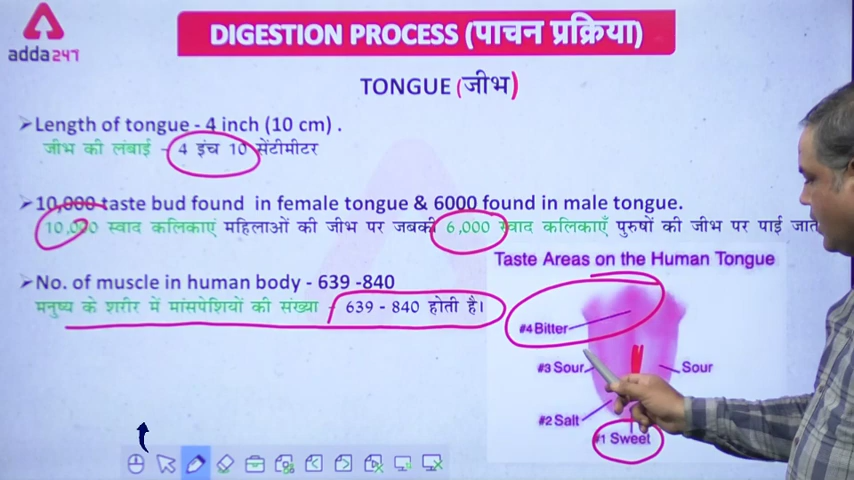 adda247
DIGESTION PROCESS (पाचन प्रक्रिया)
TONGUE (जीभ)
➤Length of tongue - 4 inch (10 cm) .
जीभ की लंबाई - 4 इंच 10 सेंटीमीटर
➤10,000 taste bud found in female tongue & 6000 found in male tongue.
10,000 स्वाद कलिकाएं महिलाओं की जीभ पर जबकी 6,000 स्वाद कलिकाएँ पुरुषों की जीभ पर पाई जात
Taste Areas on the Human Tongue
➤No. of muscle in human body - 639 -840
मनुष्य के शरीर में मांसपेशियों की संख्या - 639 - 840 होती है।
#4 Bitter
#3 Sour
Sour
#2 Salt
#1 Sweet